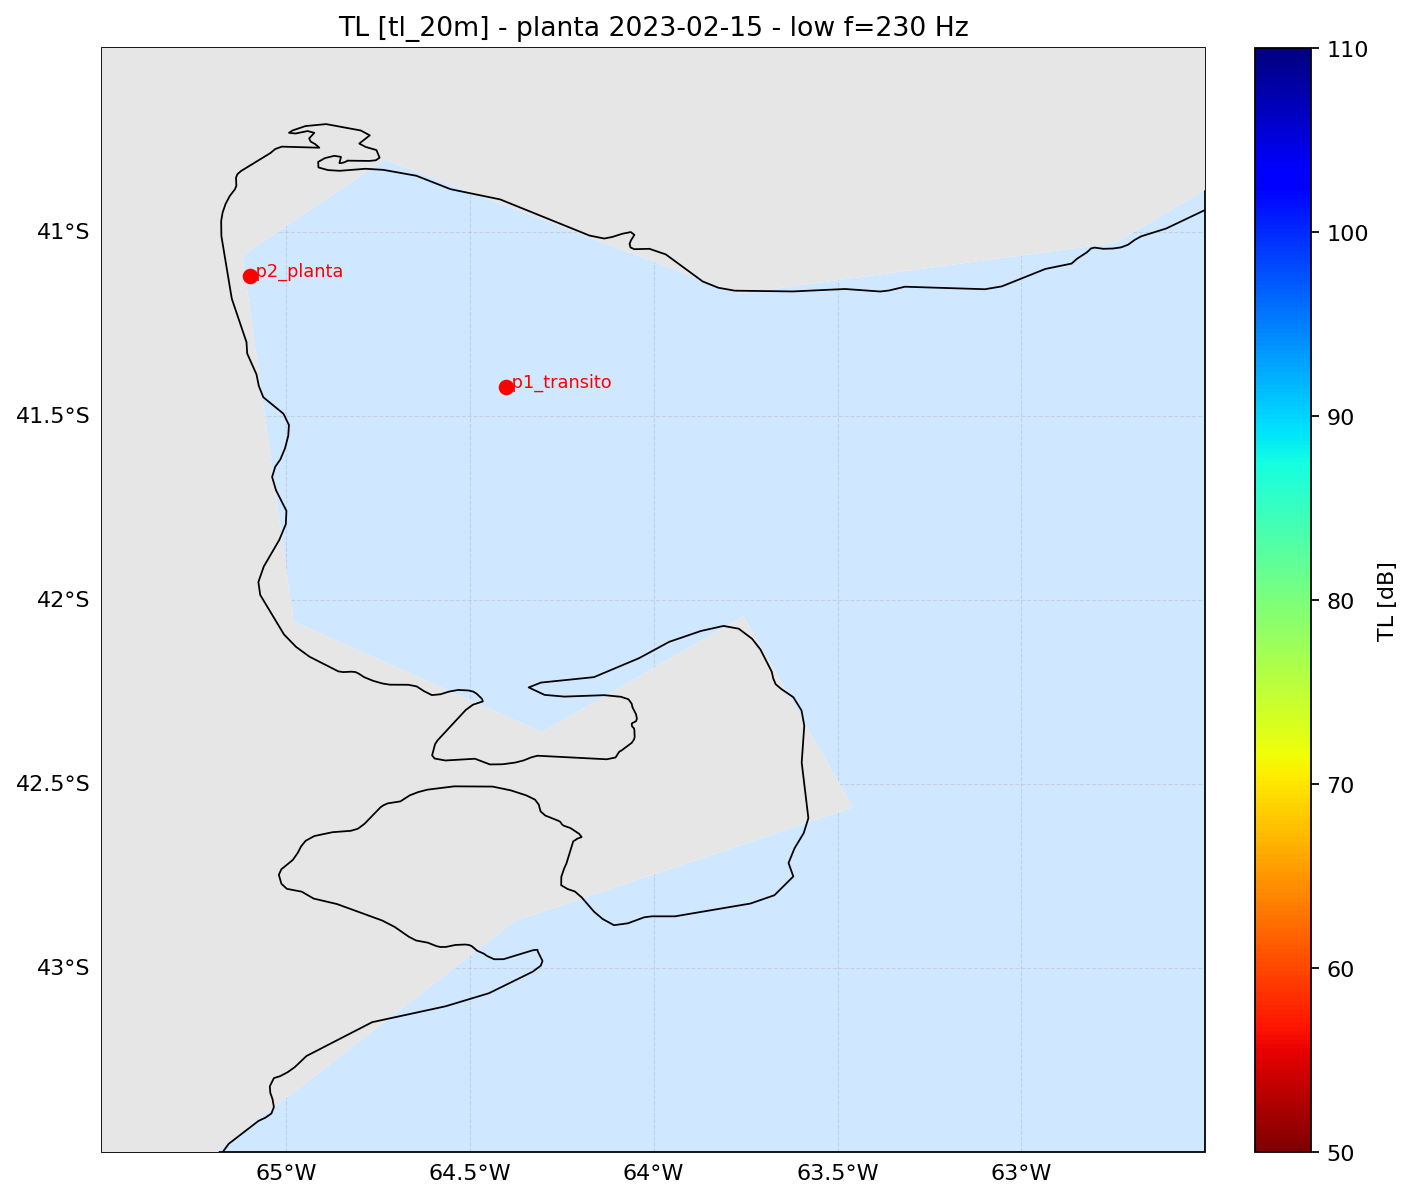 TL [tl_20m] - planta 2023-02-15 - low f=230 Hz
110
100
90
80
70
60
50
TL [dB]
41°S
41.5°S
42°S
42.5°S
43°S
p2_planta
p1_transito
65°W
64.5°W
64°W
63.5°W
63°W